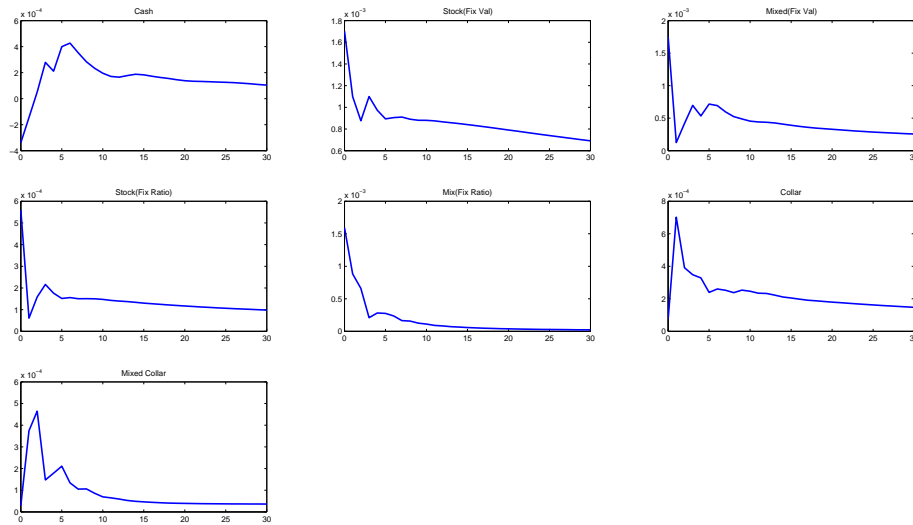 Cash
x 10⁻⁴
6
4
2
0
−2
−4
0 5 10 15 20 25 30
Stock(Fix Val)
x 10⁻³
1.8
1.6
1.4
1.2
1
0.8
0.6
0 5 10 15 20 25 30
Mixed(Fix Val)
x 10⁻³
2
1.5
1
0.5
0
0 5 10 15 20 25 30
Stock(Fix Ratio)
x 10⁻⁴
6
5
4
3
2
1
0
0 5 10 15 20 25 30
Mix(Fix Ratio)
x 10⁻³
2
1.5
1
0.5
0
0 5 10 15 20 25 30
Collar
x 10⁻⁴
8
6
4
2
0
0 5 10 15 20 25 30
Mixed Collar
x 10⁻⁴
6
5
4
3
2
1
0
0 5 10 15 20 25 30